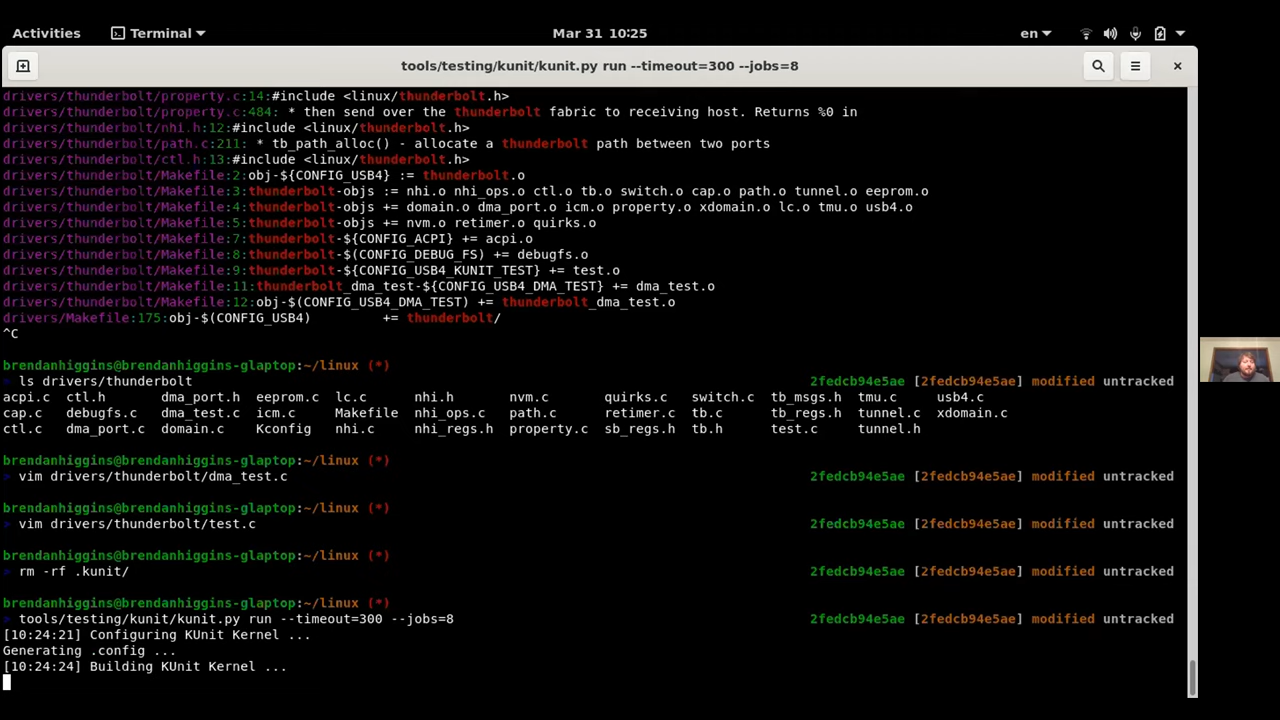 Activities Terminal Mar 31 10:25 en
tools/testing/kunit/kunit.py run --timeout=300 --jobs=8
drivers/thunderbolt/property.c:14:#include <linux/thunderbolt.h>
drivers/thunderbolt/property.c:484: * then send over the thunderbolt fabric to receiving host. Returns %0 in
drivers/thunderbolt/nhi.h:12:#include <linux/thunderbolt.h>
drivers/thunderbolt/path.c:211: * tb_path_alloc() - allocate a thunderbolt path between two ports
drivers/thunderbolt/ctl.h:13:#include <linux/thunderbolt.h>
drivers/thunderbolt/Makefile:2:obj-${CONFIG_USB4} := thunderbolt.o
drivers/thunderbolt/Makefile:3:thunderbolt-objs := nhi.o nhi_ops.o ctl.o tb.o switch.o cap.o path.o tunnel.o eeprom.o
drivers/thunderbolt/Makefile:4:thunderbolt-objs += domain.o dma_port.o icm.o property.o xdomain.o lc.o tmu.o usb4.o
drivers/thunderbolt/Makefile:5:thunderbolt-objs += nvm.o retimer.o quirks.o
drivers/thunderbolt/Makefile:7:thunderbolt-${CONFIG_ACPI} += acpi.o
drivers/thunderbolt/Makefile:8:thunderbolt-$(CONFIG_DEBUG_FS) += debugfs.o
drivers/thunderbolt/Makefile:9:thunderbolt-${CONFIG_USB4_KUNIT_TEST} += test.o
drivers/thunderbolt/Makefile:11:thunderbolt_dma_test-${CONFIG_USB4_DMA_TEST} += dma_test.o
drivers/thunderbolt/Makefile:12:obj-$(CONFIG_USB4_DMA_TEST) += thunderbolt_dma_test.o
drivers/Makefile:175:obj-$(CONFIG_USB4) += thunderbolt/
^C
brendanhiggins@brendanhiggins-glaptop:~/linux (*)
> ls drivers/thunderbolt 2fedcb94e5ae [2fedcb94e5ae] modified untracked
acpi.c ctl.h dma_port.h eeprom.c lc.c nhi.h nvm.c quirks.c switch.c tb_msgs.h tmu.c usb4.c
cap.c debugfs.c dma_test.c icm.c Makefile nhi_ops.c path.c retimer.c tb.c tb_regs.h tunnel.c xdomain.c
ctl.c dma_port.c domain.c Kconfig nhi.c nhi_regs.h property.c sb_regs.h tb.h test.c tunnel.h
brendanhiggins@brendanhiggins-glaptop:~/linux (*)
> vim drivers/thunderbolt/dma_test.c 2fedcb94e5ae [2fedcb94e5ae] modified untracked
brendanhiggins@brendanhiggins-glaptop:~/linux (*)
> vim drivers/thunderbolt/test.c 2fedcb94e5ae [2fedcb94e5ae] modified untracked
brendanhiggins@brendanhiggins-glaptop:~/linux (*)
> rm -rf .kunit/ 2fedcb94e5ae [2fedcb94e5ae] modified untracked
brendanhiggins@brendanhiggins-glaptop:~/linux (*)
> tools/testing/kunit/kunit.py run --timeout=300 --jobs=8 2fedcb94e5ae [2fedcb94e5ae] modified untracked
[10:24:21] Configuring KUnit Kernel ...
Generating .config ...
[10:24:24] Building KUnit Kernel ...